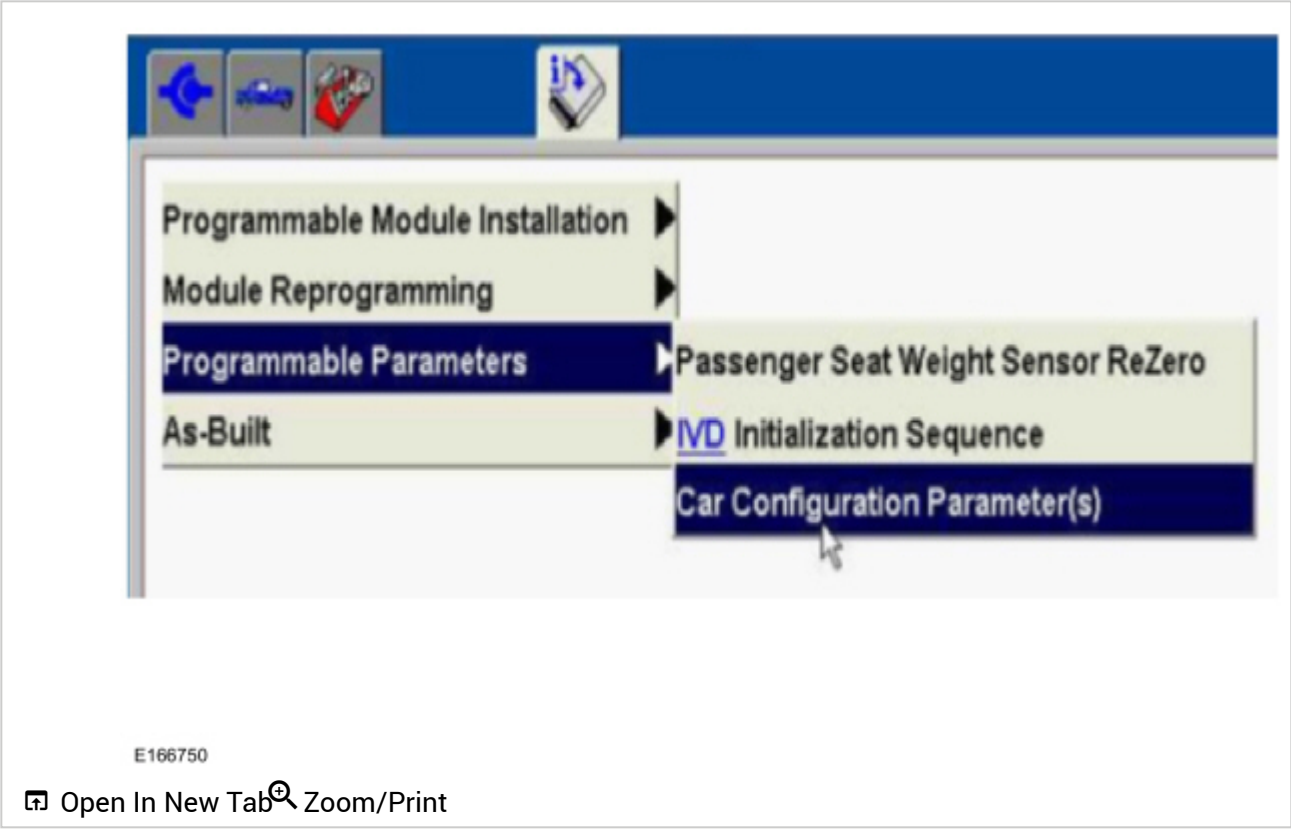 Programmable Module Installation
Module Reprogramming
Programmable Parameters
Passenger Seat Weight Sensor ReZero
As-Built
IVD Initialization Sequence
Car Configuration Parameter(s)
E166750
Open In New Tab Zoom/Print